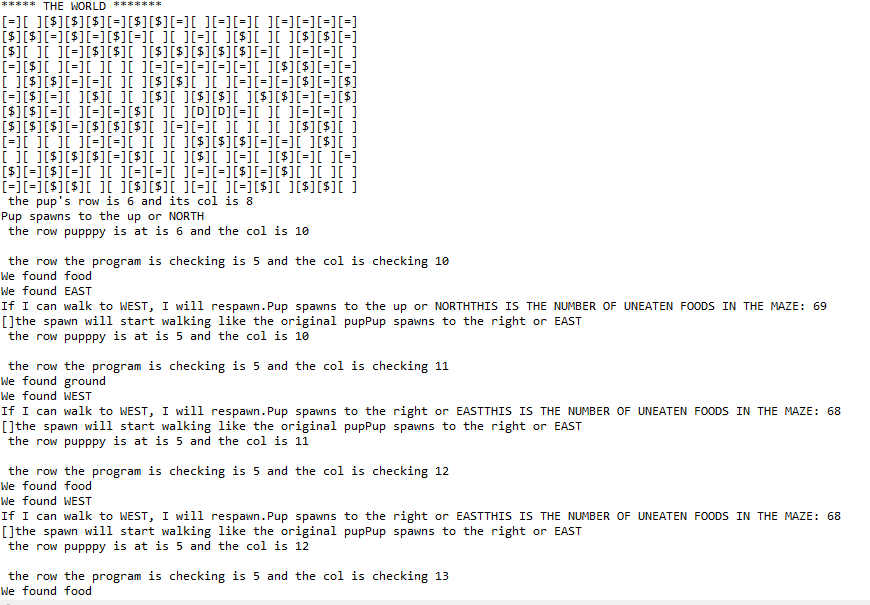 ***** THE WORLD *******
[=][ ][$][$][$][=][$][$][=][ ][=][=][ ][=][=][=][=]
[$][$][=][$][=][$][=][ ][ ][=][ ][$][ ][ ][$][$][=]
[$][ ][ ][=][$][$][ ][$][$][$][$][$][=][ ][=][=][ ]
[=][$][ ][=][ ][ ][ ][=][=][=][=][=][ ][$][$][=][=]
[ ][$][$][=][=][ ][ ][$][$][ ][ ][=][=][=][$][=][$]
[=][$][=][ ][$][ ][ ][$][ ][$][$][ ][$][$][=][=][$]
[$][$][=][ ][=][=][$][ ][ ][D][D][=][ ][ ][=][=][ ]
[$][$][$][=][$][$][$][ ][=][=][ ][ ][ ][ ][$][$][ ]
[=][ ][ ][ ][=][=][ ][ ][ ][$][$][$][=][=][ ][$][ ]
[ ][ ][$][$][$][=][$][ ][ ][$][ ][=][ ][$][=][ ][=]
[$][=][=][$][ ][ ][=][ ][ ][=][=][$][=][$][ ][ ][ ]
[=][=][$][$][ ][ ][$][$][ ][=][ ][=][$][ ][$][$][ ]
the pup's row is 6 and its col is 8
Pup spawns to the up or NORTH
the row pupppy is at is 6 and the col is 10
the row the program is checking is 5 and the col is checking 10
We found food
We found EAST
If I can walk to WEST, I will respawn.Pup spawns to the up or NORTHTHIS IS THE NUMBER OF UNEATEN FOODS IN THE MAZE: 69
[]the spawn will start walking like the original pupPup spawns to the right or EAST
the row pupppy is at is 5 and the col is 10
the row the program is checking is 5 and the col is checking 11
We found ground
We found WEST
If I can walk to WEST, I will respawn.Pup spawns to the right or EASTTHIS IS THE NUMBER OF UNEATEN FOODS IN THE MAZE: 68
[]the spawn will start walking like the original pupPup spawns to the right or EAST
the row pupppy is at is 5 and the col is 11
the row the program is checking is 5 and the col is checking 12
We found food
We found WEST
If I can walk to WEST, I will respawn.Pup spawns to the right or EASTTHIS IS THE NUMBER OF UNEATEN FOODS IN THE MAZE: 68
[]the spawn will start walking like the original pupPup spawns to the right or EAST
the row pupppy is at is 5 and the col is 12
the row the program is checking is 5 and the col is checking 13
We found food